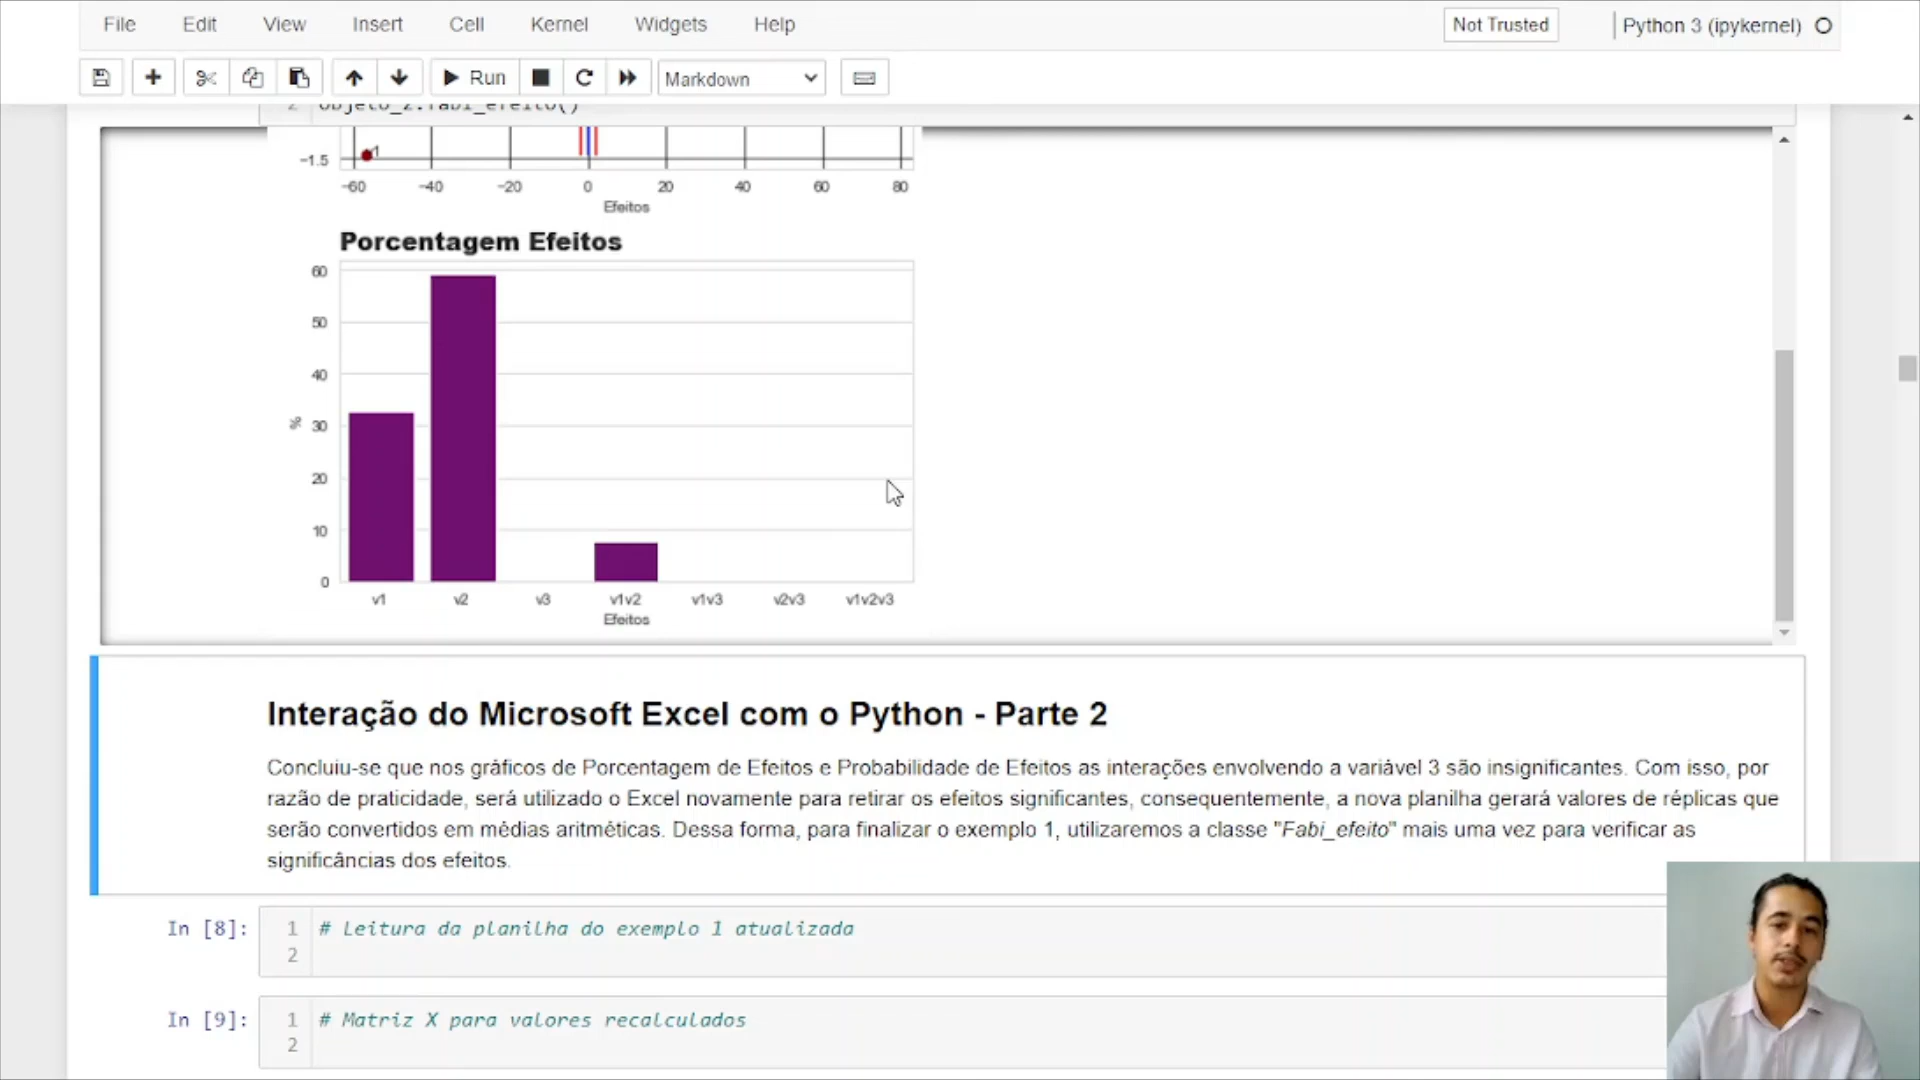 File Edit View Insert Cell Kernel Widgets Help Not Trusted Python 3 (ipykernel)
Run Markdown
2 objeto_2.fabi_efeito()
−1.5
−60 −40 −20 0 20 40 60 80
Efeitos
Porcentagem Efeitos
60
50
40
% 30
20
10
0
v1 v2 v3 v1v2 v1v3 v2v3 v1v2v3
Efeitos
Interação do Microsoft Excel com o Python - Parte 2
Concluiu-se que nos gráficos de Porcentagem de Efeitos e Probabilidade de Efeitos as interações envolvendo a variável 3 são insignificantes. Com isso, por
razão de praticidade, será utilizado o Excel novamente para retirar os efeitos significantes, consequentemente, a nova planilha gerará valores de réplicas que
serão convertidos em médias aritméticas. Dessa forma, para finalizar o exemplo 1, utilizaremos a classe "Fabi_efeito" mais uma vez para verificar as
significâncias dos efeitos.
In [8]: 1 # Leitura da planilha do exemplo 1 atualizada
2
In [9]: 1 # Matriz X para valores recalculados
2